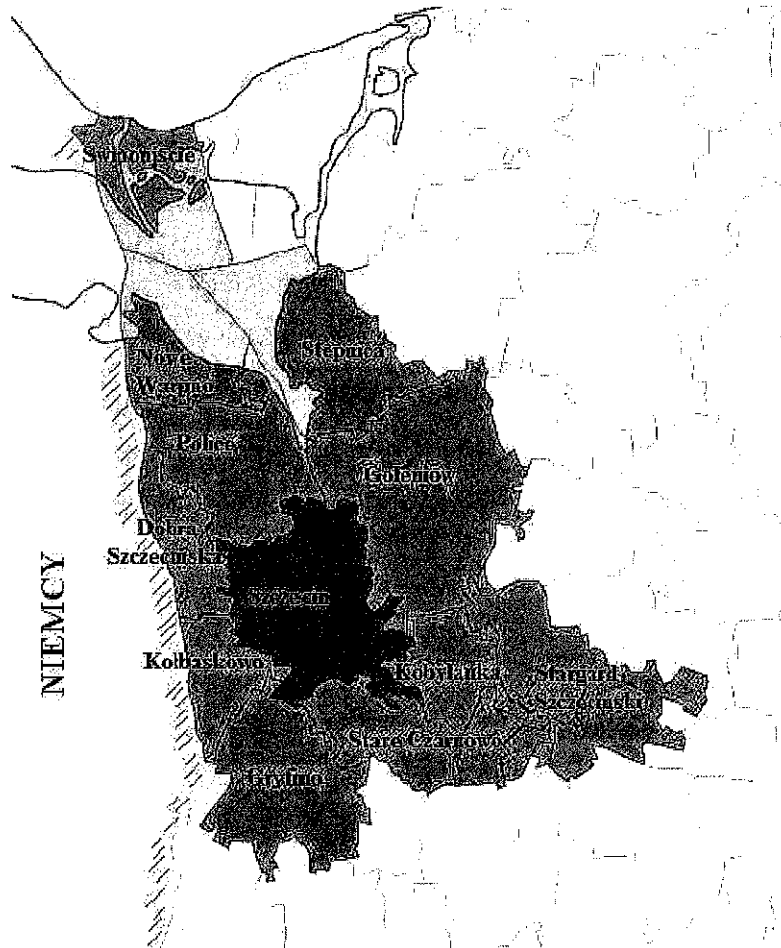 Świnoujście
Nowe
Warpno
Stepnica
Police
Goleniów
Dobra
Szczecińska
Szczecin
NIEMCY
Kołbaskowo
Kobylanka
Stargard
Szczeciński
Stare Czarnowo
Gryfino